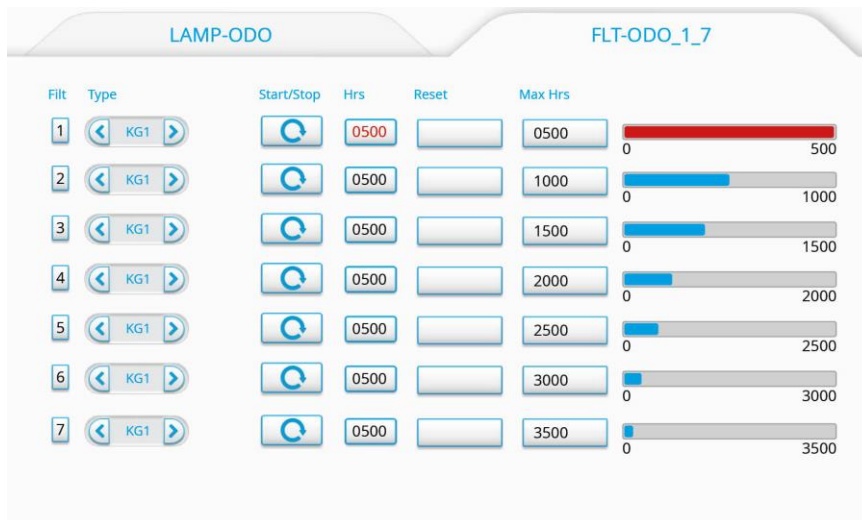 LAMP-ODO FLT-ODO_1_7
Filt Type Start/Stop Hrs Reset Max Hrs
1 KG1 0500 0500
0 500
2 KG1 0500 1000
0 1000
3 KG1 0500 1500
0 1500
4 KG1 0500 2000
0 2000
5 KG1 0500 2500
0 2500
6 KG1 0500 3000
0 3000
7 KG1 0500 3500
0 3500